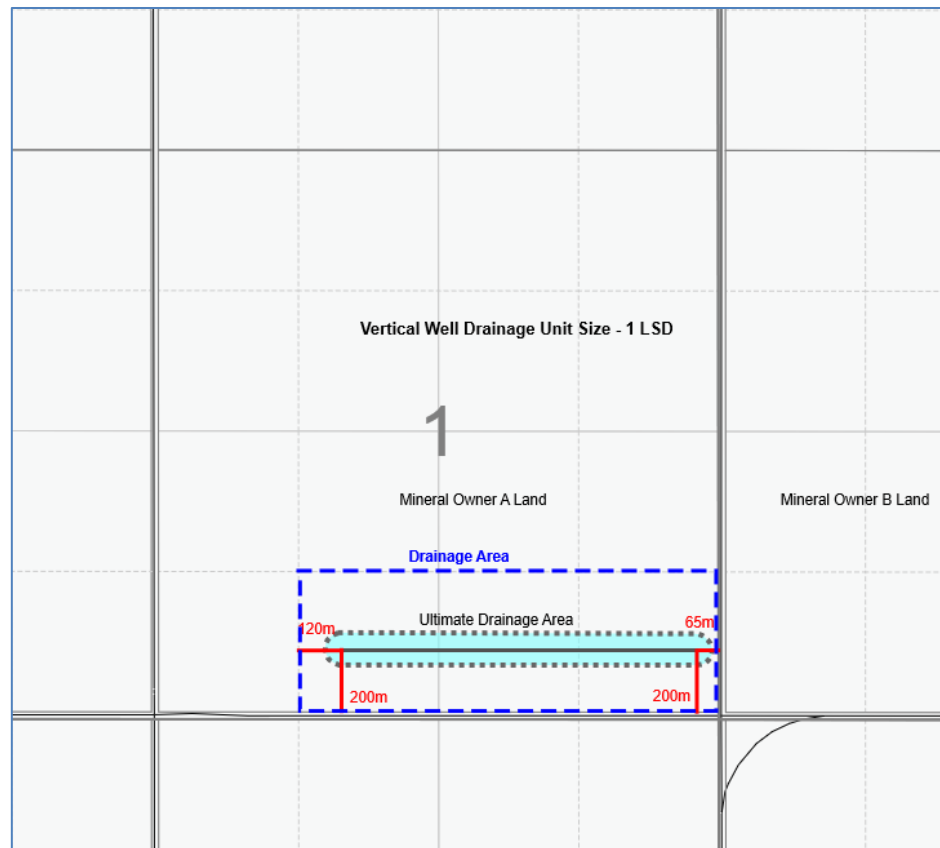 Vertical Well Drainage Unit Size - 1 LSD
1
Mineral Owner A Land
Mineral Owner B Land
Drainage Area
Ultimate Drainage Area
120m
65m
200m
200m